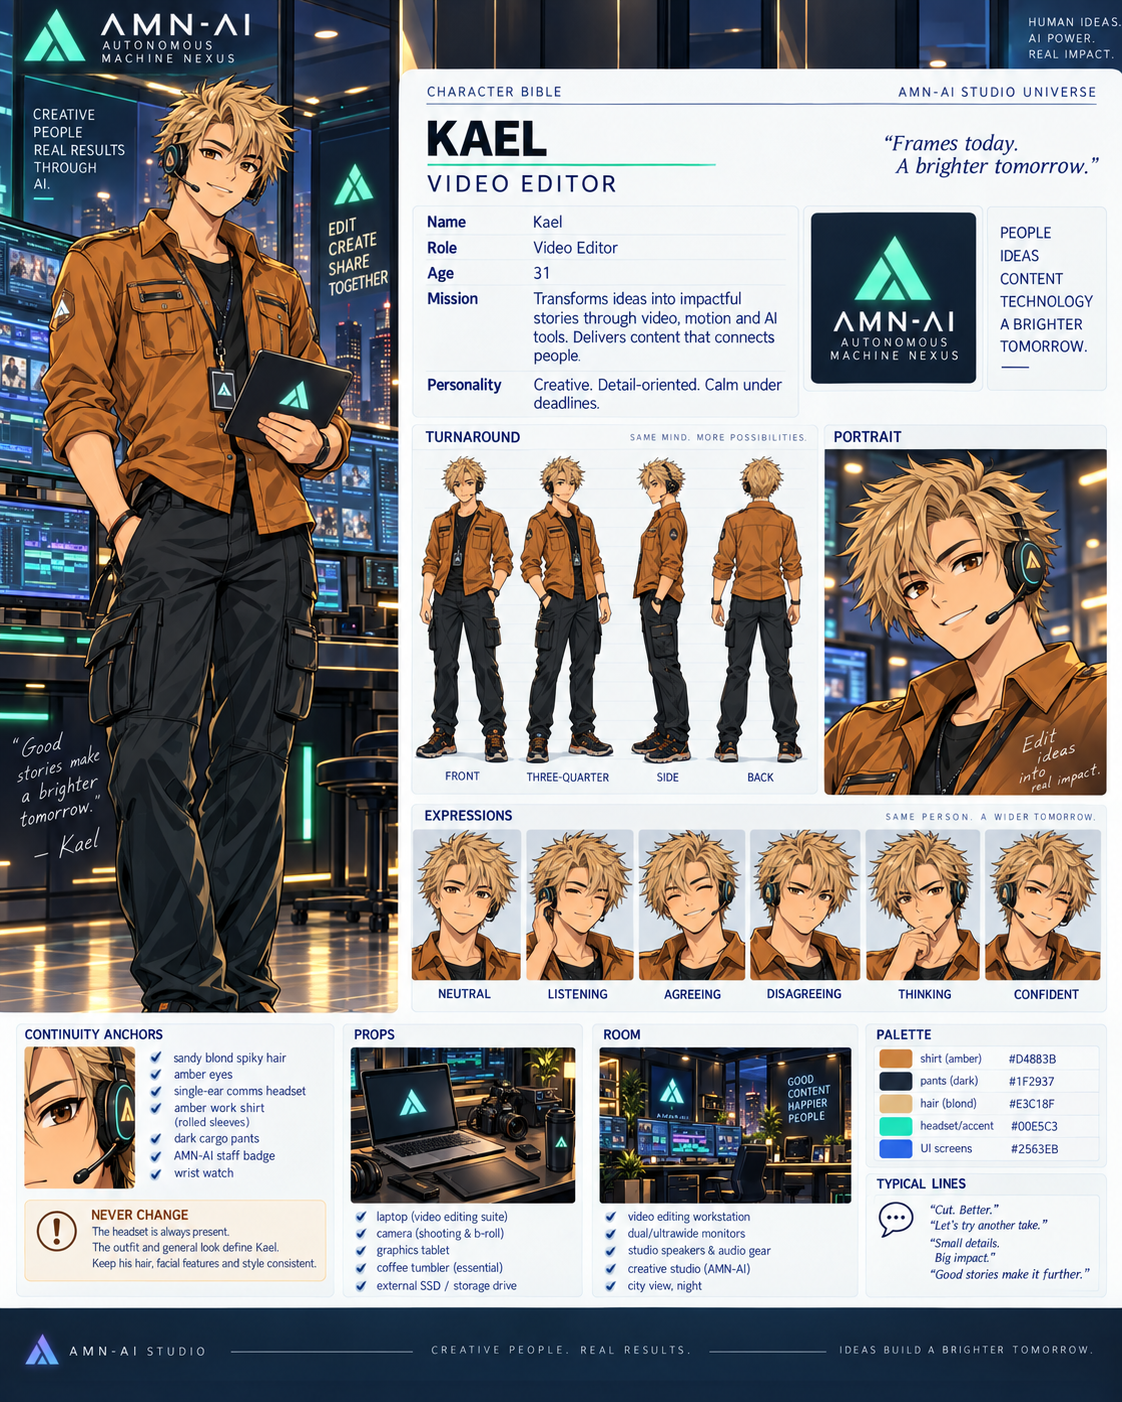 AMN-AI
AUTONOMOUS
MACHINE NEXUS
HUMAN IDEAS.
AI POWER.
REAL IMPACT.
CREATIVE
PEOPLE
REAL RESULTS
THROUGH
AI.
EDIT
CREATE
SHARE
TOGETHER
"Good
stories make
a brighter
tomorrow."
— Kael
CHARACTER BIBLE
AMN-AI STUDIO UNIVERSE
KAEL
VIDEO EDITOR
"Frames today.
A brighter tomorrow."
Name Kael
Role Video Editor
Age 31
Mission Transforms ideas into impactful
stories through video, motion and AI
tools. Delivers content that connects
people.
Personality Creative. Detail-oriented. Calm under
deadlines.
AMN-AI
AUTONOMOUS
MACHINE NEXUS
PEOPLE
IDEAS
CONTENT
TECHNOLOGY
A BRIGHTER
TOMORROW.
TURNAROUND
SAME MIND. MORE POSSIBILITIES.
FRONT
THREE-QUARTER
SIDE
BACK
PORTRAIT
Edit
ideas
into
real impact.
EXPRESSIONS
SAME PERSON. A WIDER TOMORROW.
NEUTRAL
LISTENING
AGREEING
DISAGREEING
THINKING
CONFIDENT
CONTINUITY ANCHORS
sandy blond spiky hair
amber eyes
single-ear comms headset
amber work shirt
(rolled sleeves)
dark cargo pants
AMN-AI staff badge
wrist watch
NEVER CHANGE
The headset is always present.
The outfit and general look define Kael.
Keep his hair, facial features and style consistent.
PROPS
laptop (video editing suite)
camera (shooting & b-roll)
graphics tablet
coffee tumbler (essential)
external SSD / storage drive
ROOM
AMN-AI
GOOD
CONTENT
HAPPIER
PEOPLE
video editing workstation
dual/ultrawide monitors
studio speakers & audio gear
creative studio (AMN-AI)
city view, night
PALETTE
shirt (amber) #D4883B
pants (dark) #1F2937
hair (blond) #E3C18F
headset/accent #00E5C3
UI screens #2563EB
TYPICAL LINES
"Cut. Better."
"Let's try another take."
"Small details.
Big impact."
"Good stories make it further."
AMN-AI STUDIO
CREATIVE PEOPLE. REAL RESULTS.
IDEAS BUILD A BRIGHTER TOMORROW.